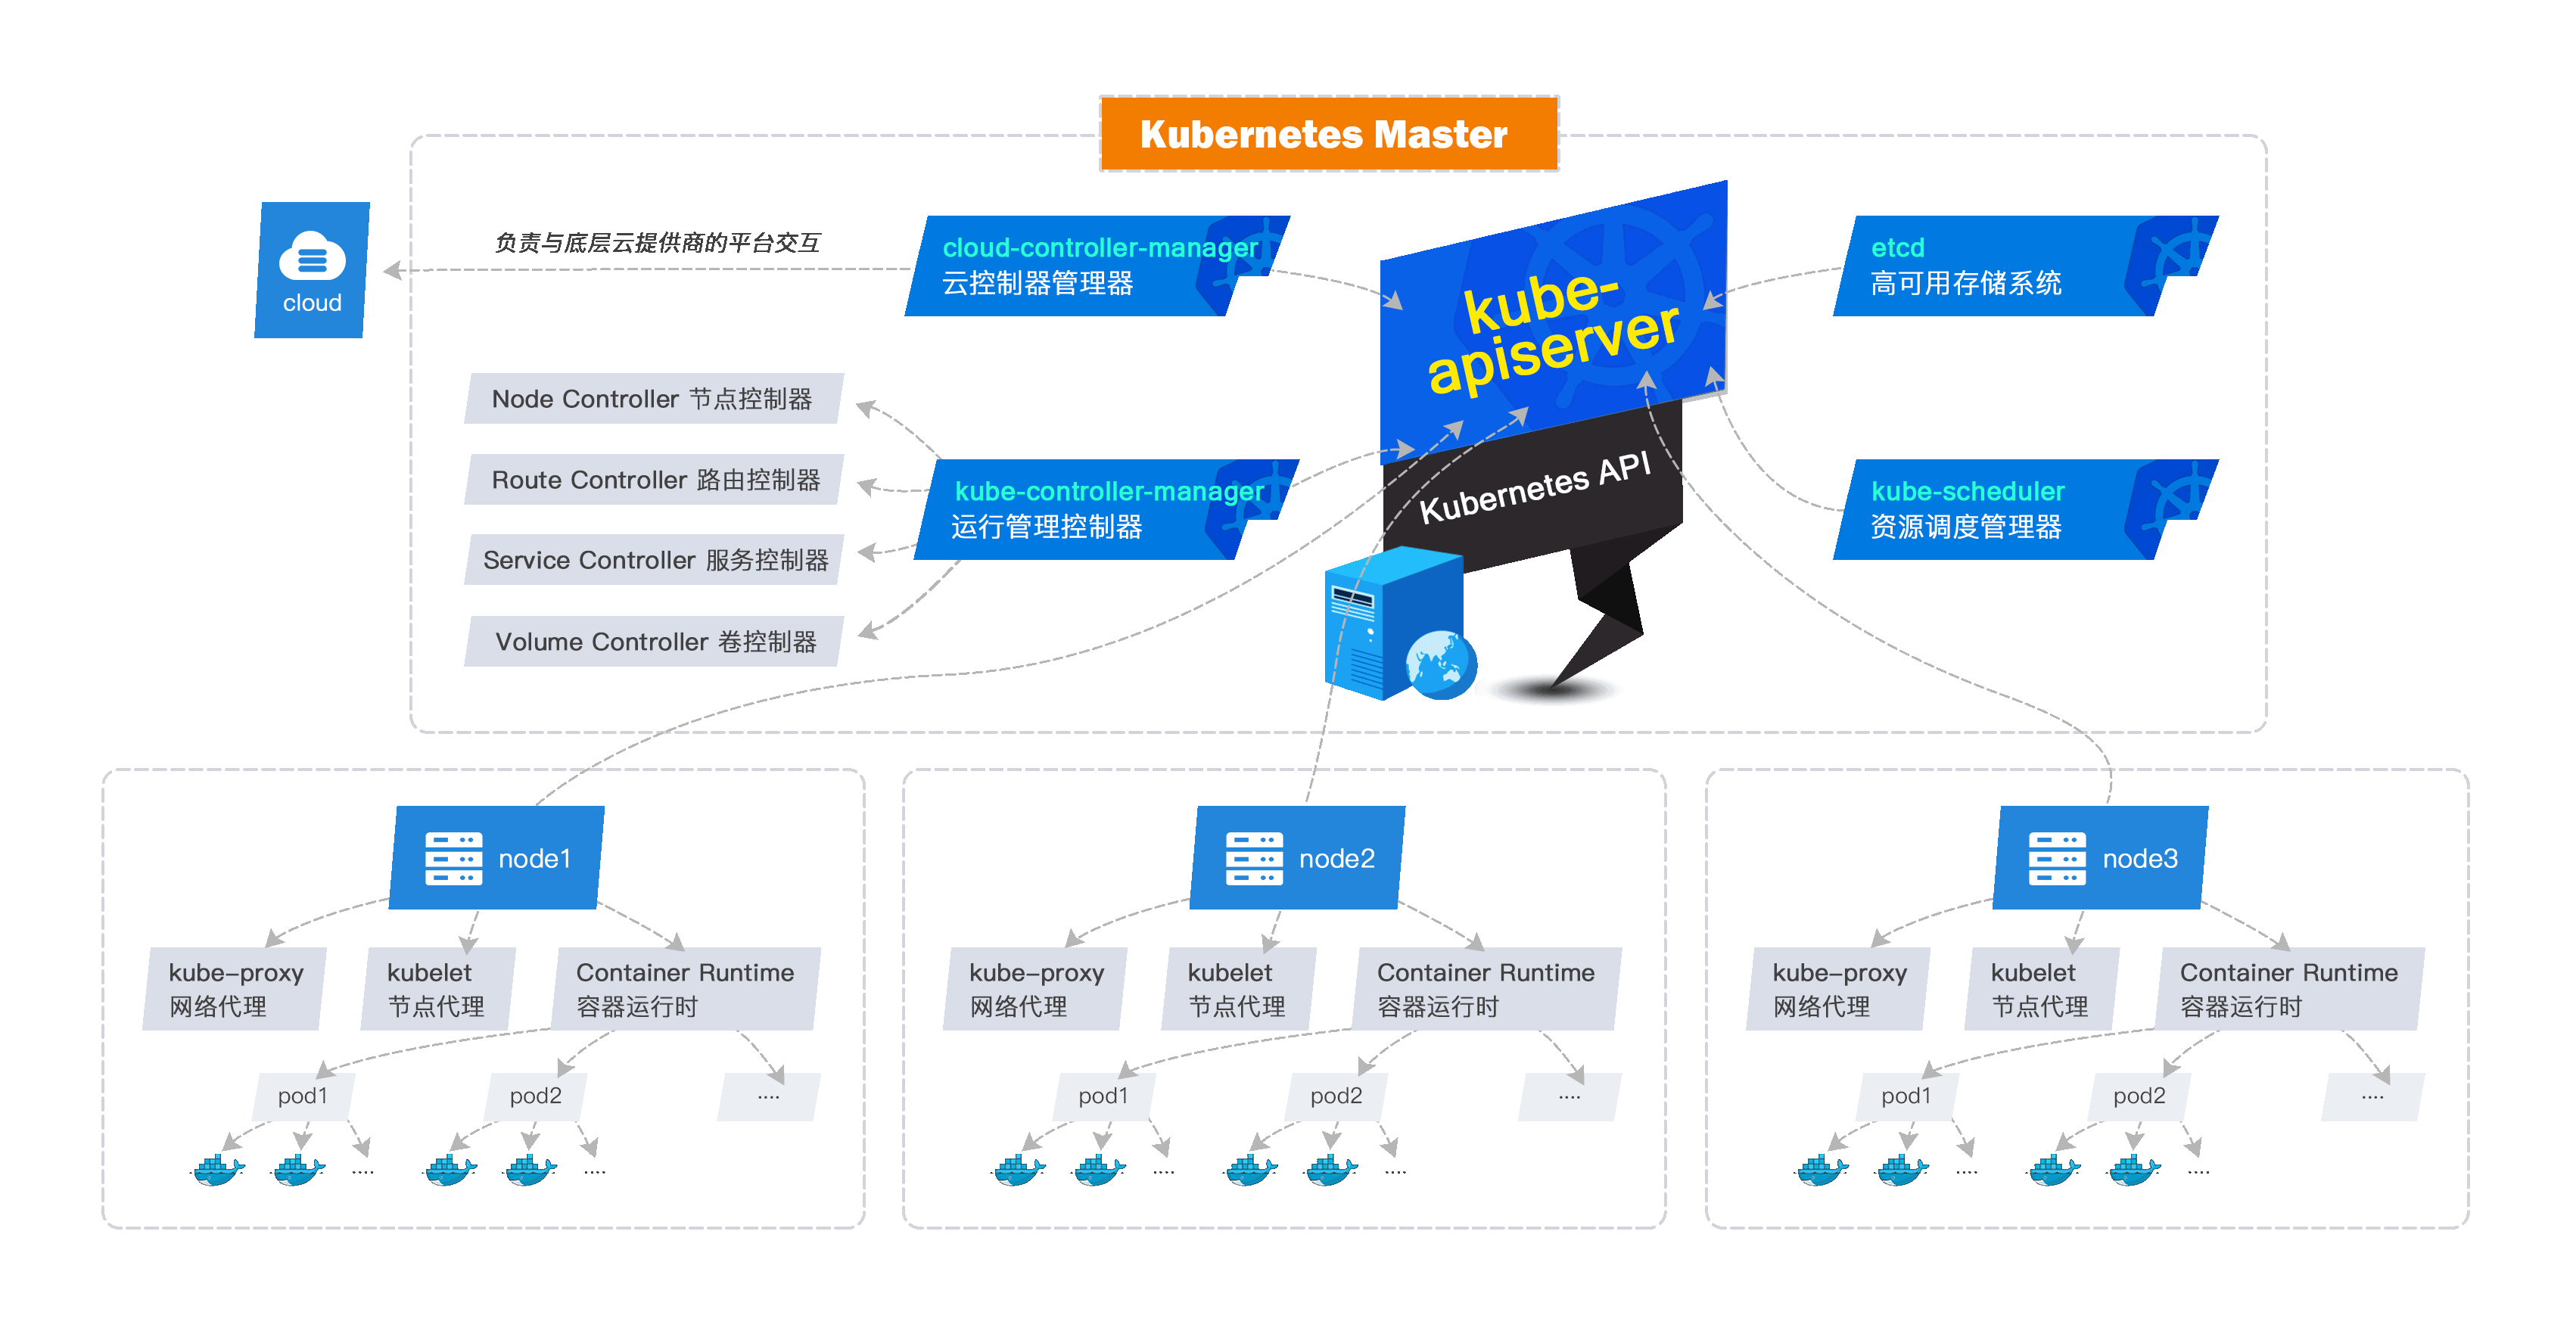 Kubernetes Master
cloud
负责与底层云提供商的平台交互
cloud-controller-manager
云控制器管理器
kube-
apiserver
Kubernetes API
etcd
高可用存储系统
Node Controller 节点控制器
Route Controller 路由控制器
Service Controller 服务控制器
Volume Controller 卷控制器
kube-controller-manager
运行管理控制器
kube-scheduler
资源调度管理器
node1
kube-proxy
网络代理
kubelet
节点代理
Container Runtime
容器运行时
pod1
pod2
....
....
....
node2
kube-proxy
网络代理
kubelet
节点代理
Container Runtime
容器运行时
pod1
pod2
....
....
....
node3
kube-proxy
网络代理
kubelet
节点代理
Container Runtime
容器运行时
pod1
pod2
....
....
....